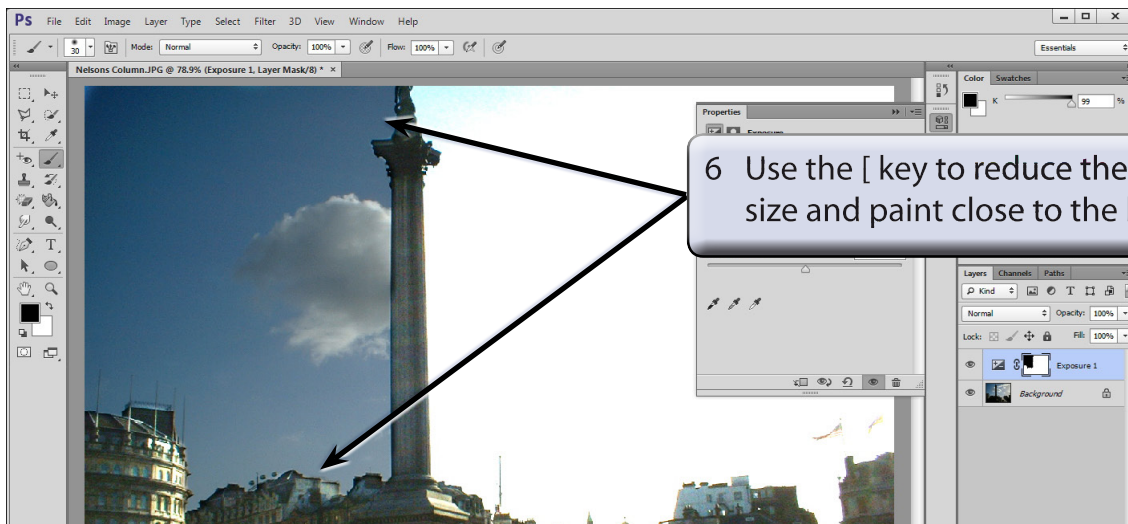 Ps File Edit Image Layer Type Select Filter 3D View Window Help
30 Mode: Normal Opacity: 100% Flow: 100% Essentials
Nelsons Column.JPG @ 78.9% (Exposure 1, Layer Mask/8) * ×
Color Swatches
K 99 %
Properties
Exposure
6 Use the [ key to reduce the
size and paint close to the
Layers Channels Paths
Kind
Normal Opacity: 100%
Lock: Fill: 100%
Exposure 1
Background